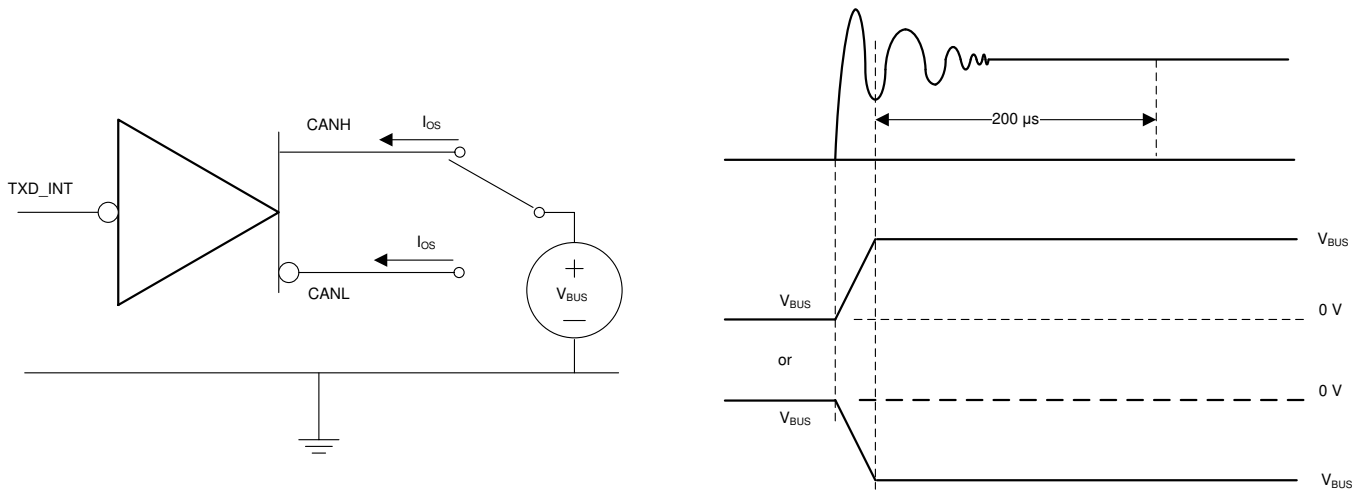 TXD_INT
CANH
I_OS
I_OS
CANL
+
V_BUS
—
200 µs
V_BUS
V_BUS
0 V
or
0 V
V_BUS
V_BUS